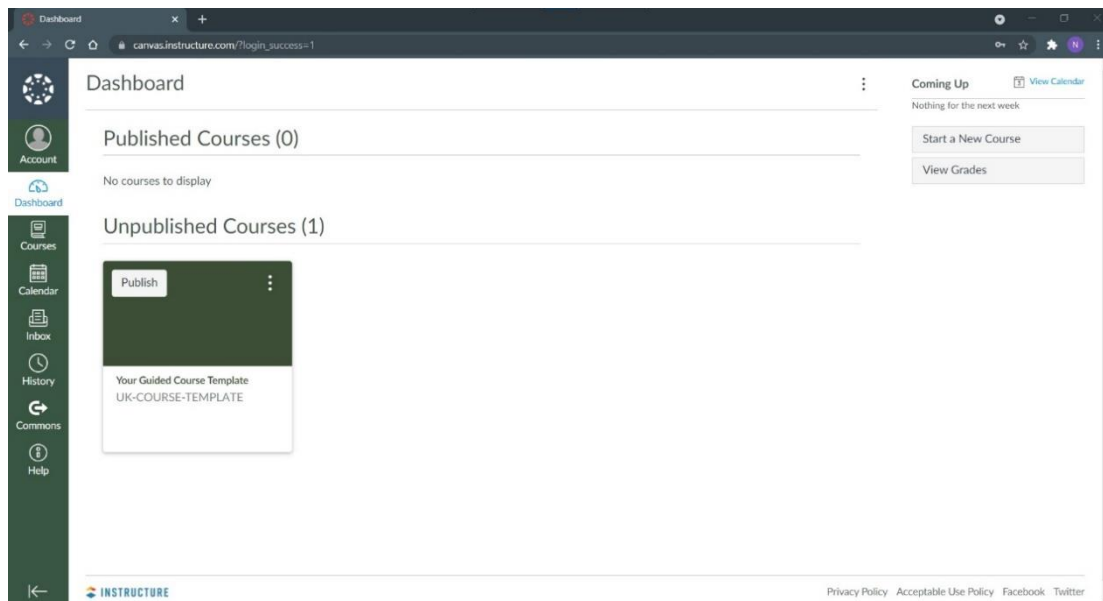 Dashboard
canvas.instructure.com/?login_success=1
N
Account
Dashboard
Courses
Calendar
Inbox
History
Commons
Help
Dashboard
Published Courses (0)
No courses to display
Unpublished Courses (1)
Publish
Your Guided Course Template
UK-COURSE-TEMPLATE
Coming Up
View Calendar
Nothing for the next week
Start a New Course
View Grades
INSTRUCTURE
Privacy Policy Acceptable Use Policy Facebook Twitter